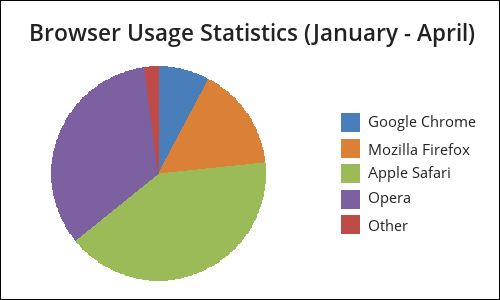 Browser Usage Statistics (January - April)
Google Chrome
Mozilla Firefox
Apple Safari
Opera
Other